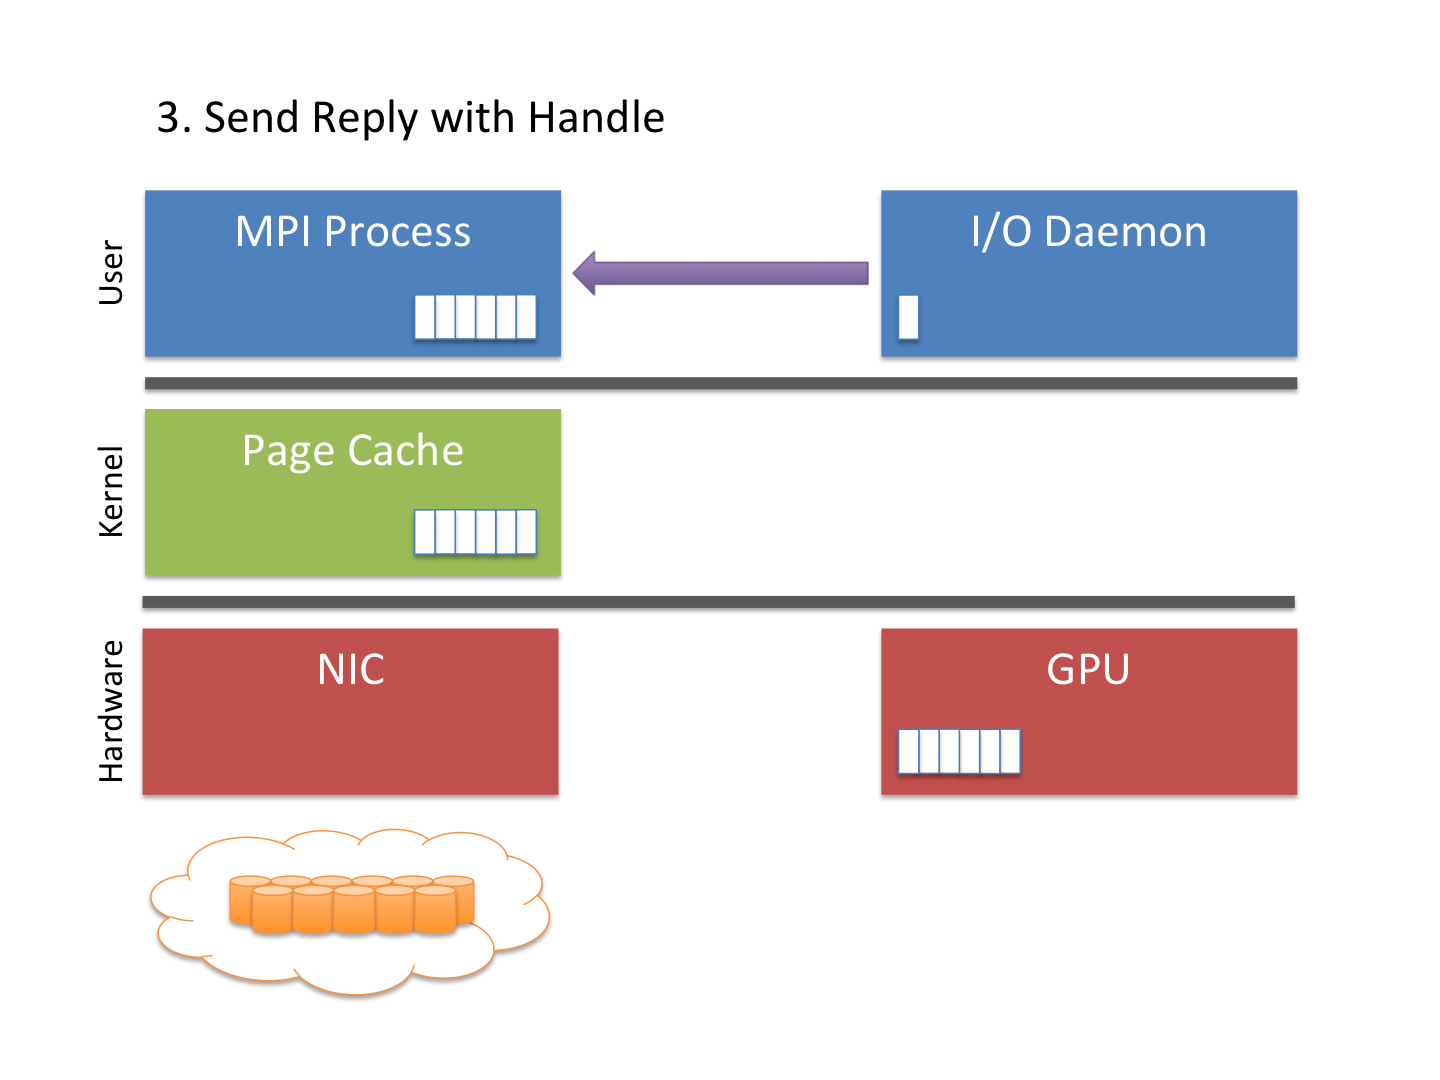 3. Send Reply with Handle
User
MPI Process
I/O Daemon
Kernel
Page Cache
Hardware
NIC
GPU